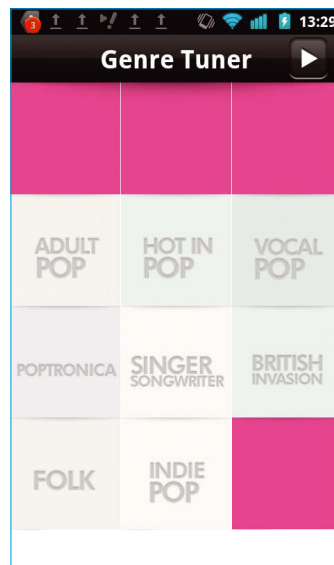 3
13:29
Genre Tuner
ADULT
POP
HOT IN
POP
VOCAL
POP
POPTRONICA
SINGER
SONGWRITER
BRITISH
INVASION
FOLK
INDIE
POP